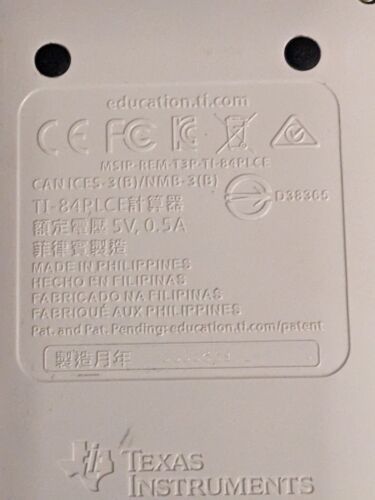 education.ti.com
CE FC
MSIP-REM-T3P-TI-84PLCE
CAN ICES-3(B)/NMB-3(B)
D38365
TI-84PLCE計算器
額定電壓 5V, 0.5A
菲律賓製造
MADE IN PHILIPPINES
HECHO EN FILIPINAS
FABRICADO NA FILIPINAS
FABRIQUÉ AUX PHILIPPINES
Pat. and Pat. Pending: education.ti.com/patent
製造月年
TEXAS
INSTRUMENTS